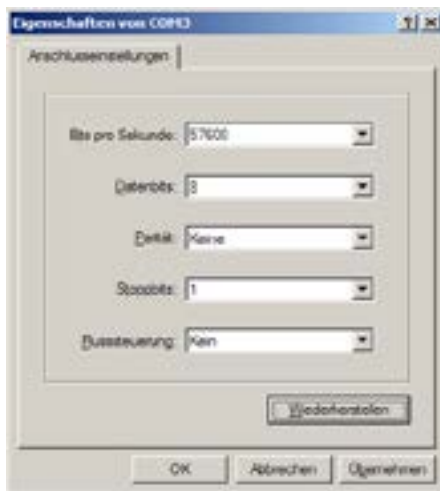 Eigenschaften von COM3
Anschlusseinstellungen
Bits pro Sekunde: 57600
Datenbits: 8
Parität: Keine
Stoppbits: 1
Flusssteuerung: Kein
Wiederherstellen
OK Abbrechen Übernehmen